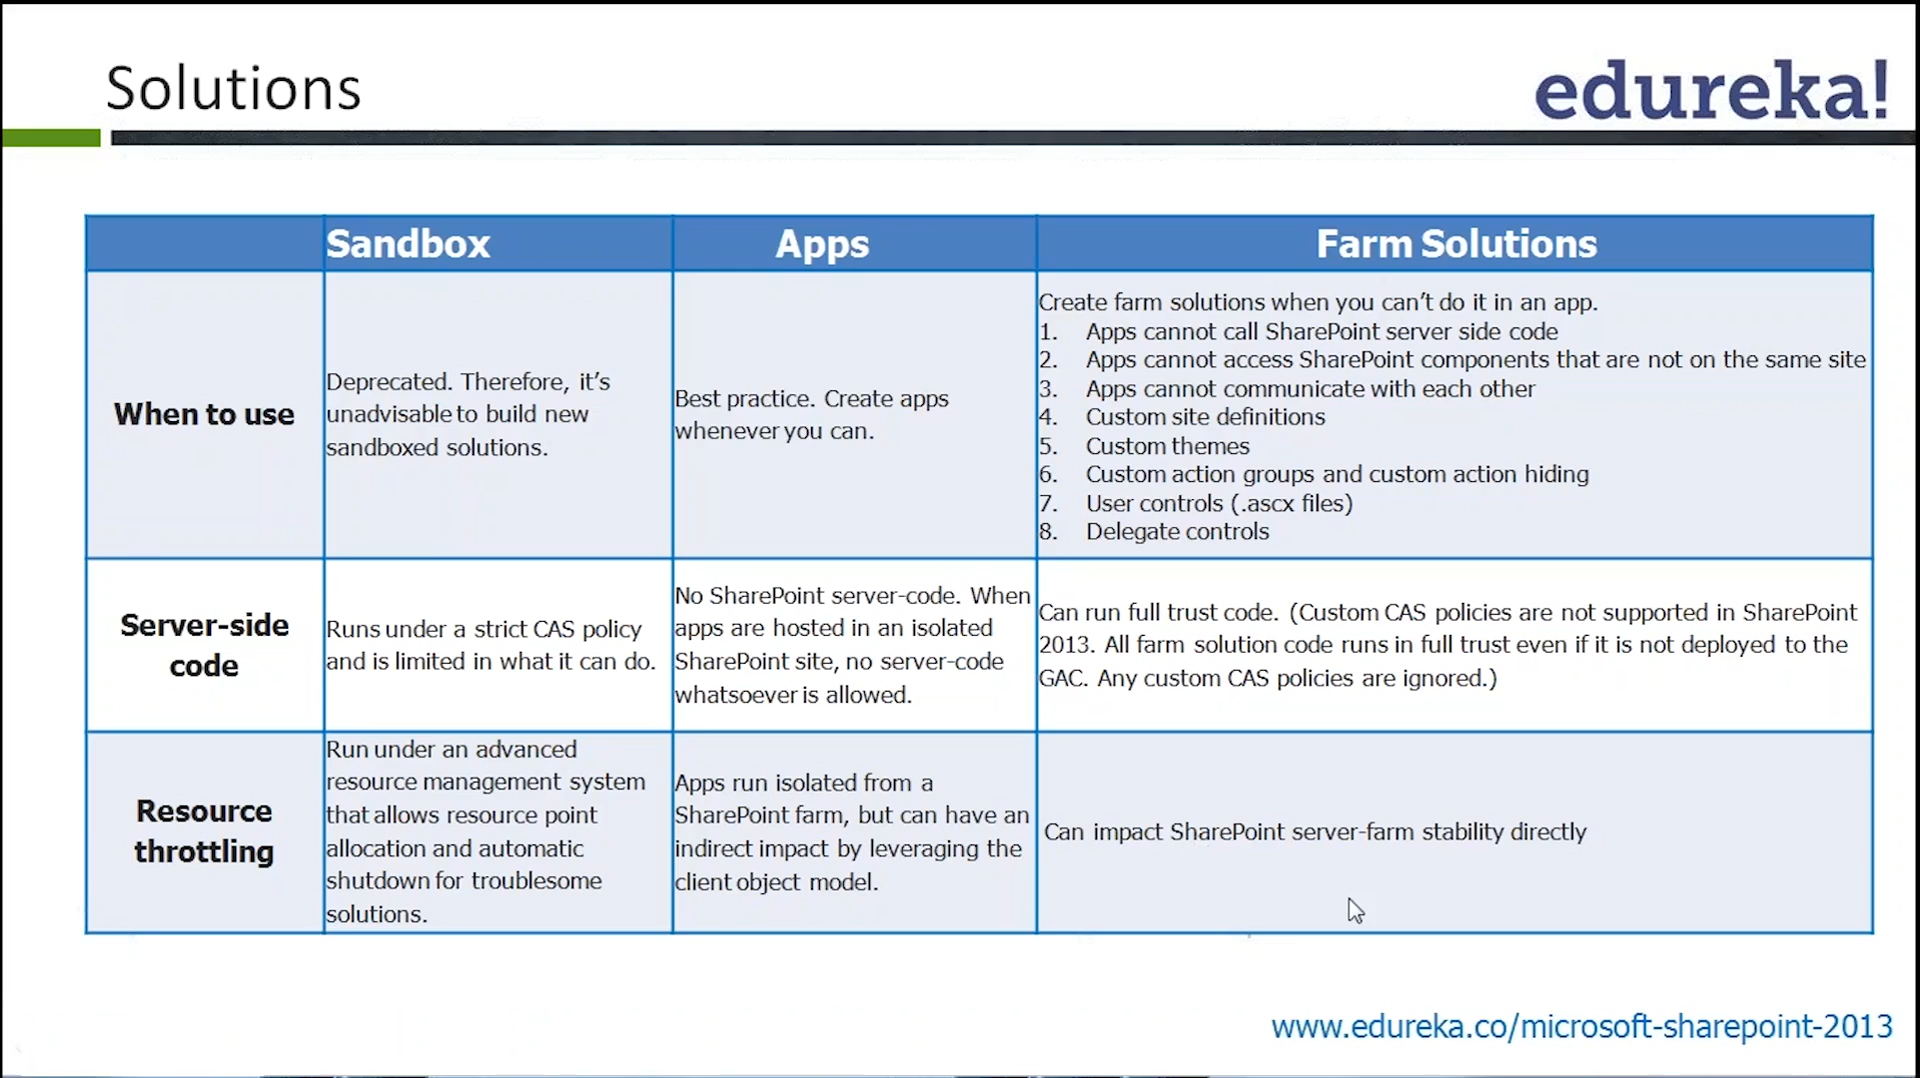 Solutions
edureka!
Sandbox
Apps
Farm Solutions
When to use
Deprecated. Therefore, it’s
unadvisable to build new
sandboxed solutions.
Best practice. Create apps
whenever you can.
Create farm solutions when you can’t do it in an app.
1. Apps cannot call SharePoint server side code
2. Apps cannot access SharePoint components that are not on the same site
3. Apps cannot communicate with each other
4. Custom site definitions
5. Custom themes
6. Custom action groups and custom action hiding
7. User controls (.ascx files)
8. Delegate controls
Server-side
code
Runs under a strict CAS policy
and is limited in what it can do.
No SharePoint server-code. When
apps are hosted in an isolated
SharePoint site, no server-code
whatsoever is allowed.
Can run full trust code. (Custom CAS policies are not supported in SharePoint
2013. All farm solution code runs in full trust even if it is not deployed to the
GAC. Any custom CAS policies are ignored.)
Resource
throttling
Run under an advanced
resource management system
that allows resource point
allocation and automatic
shutdown for troublesome
solutions.
Apps run isolated from a
SharePoint farm, but can have an
indirect impact by leveraging the
client object model.
Can impact SharePoint server-farm stability directly
www.edureka.co/microsoft-sharepoint-2013